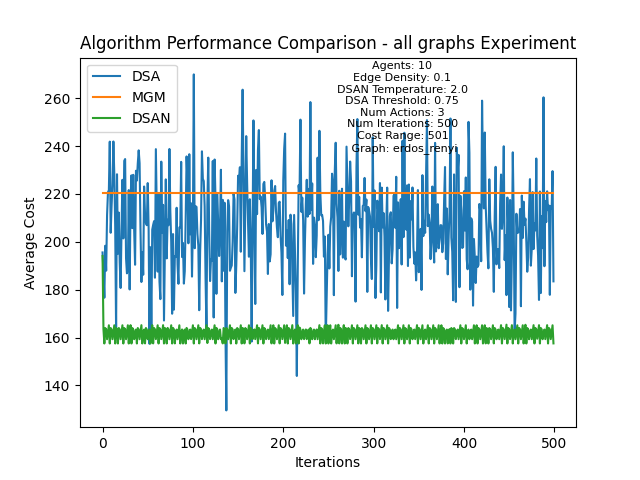 Algorithm Performance Comparison - all graphs Experiment
DSA
MGM
DSAN
Agents: 10
Edge Density: 0.1
DSAN Temperature: 2.0
DSA Threshold: 0.75
Num Actions: 3
Num Iterations: 500
Cost Range: 501
Graph: erdos_renyi
Average Cost
260
240
220
200
180
160
140
0
100
200
300
400
500
Iterations